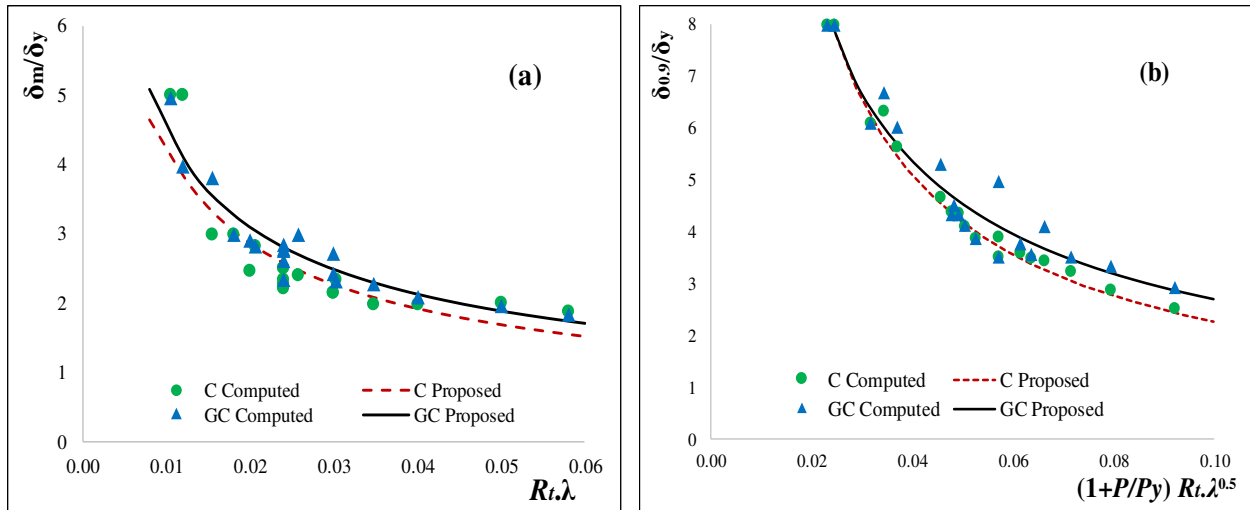 (a)
δm/δy
6
5
4
3
2
1
0
0.00 0.01 0.02 0.03 0.04 0.05 0.06
Rt.λ
C Computed C Proposed
GC Computed GC Proposed
(b)
δ0.9/δy
8
7
6
5
4
3
2
1
0
0.00 0.02 0.04 0.06 0.08 0.10
(1+P/Py) Rt.λ0.5
C Computed C Proposed
GC Computed GC Proposed